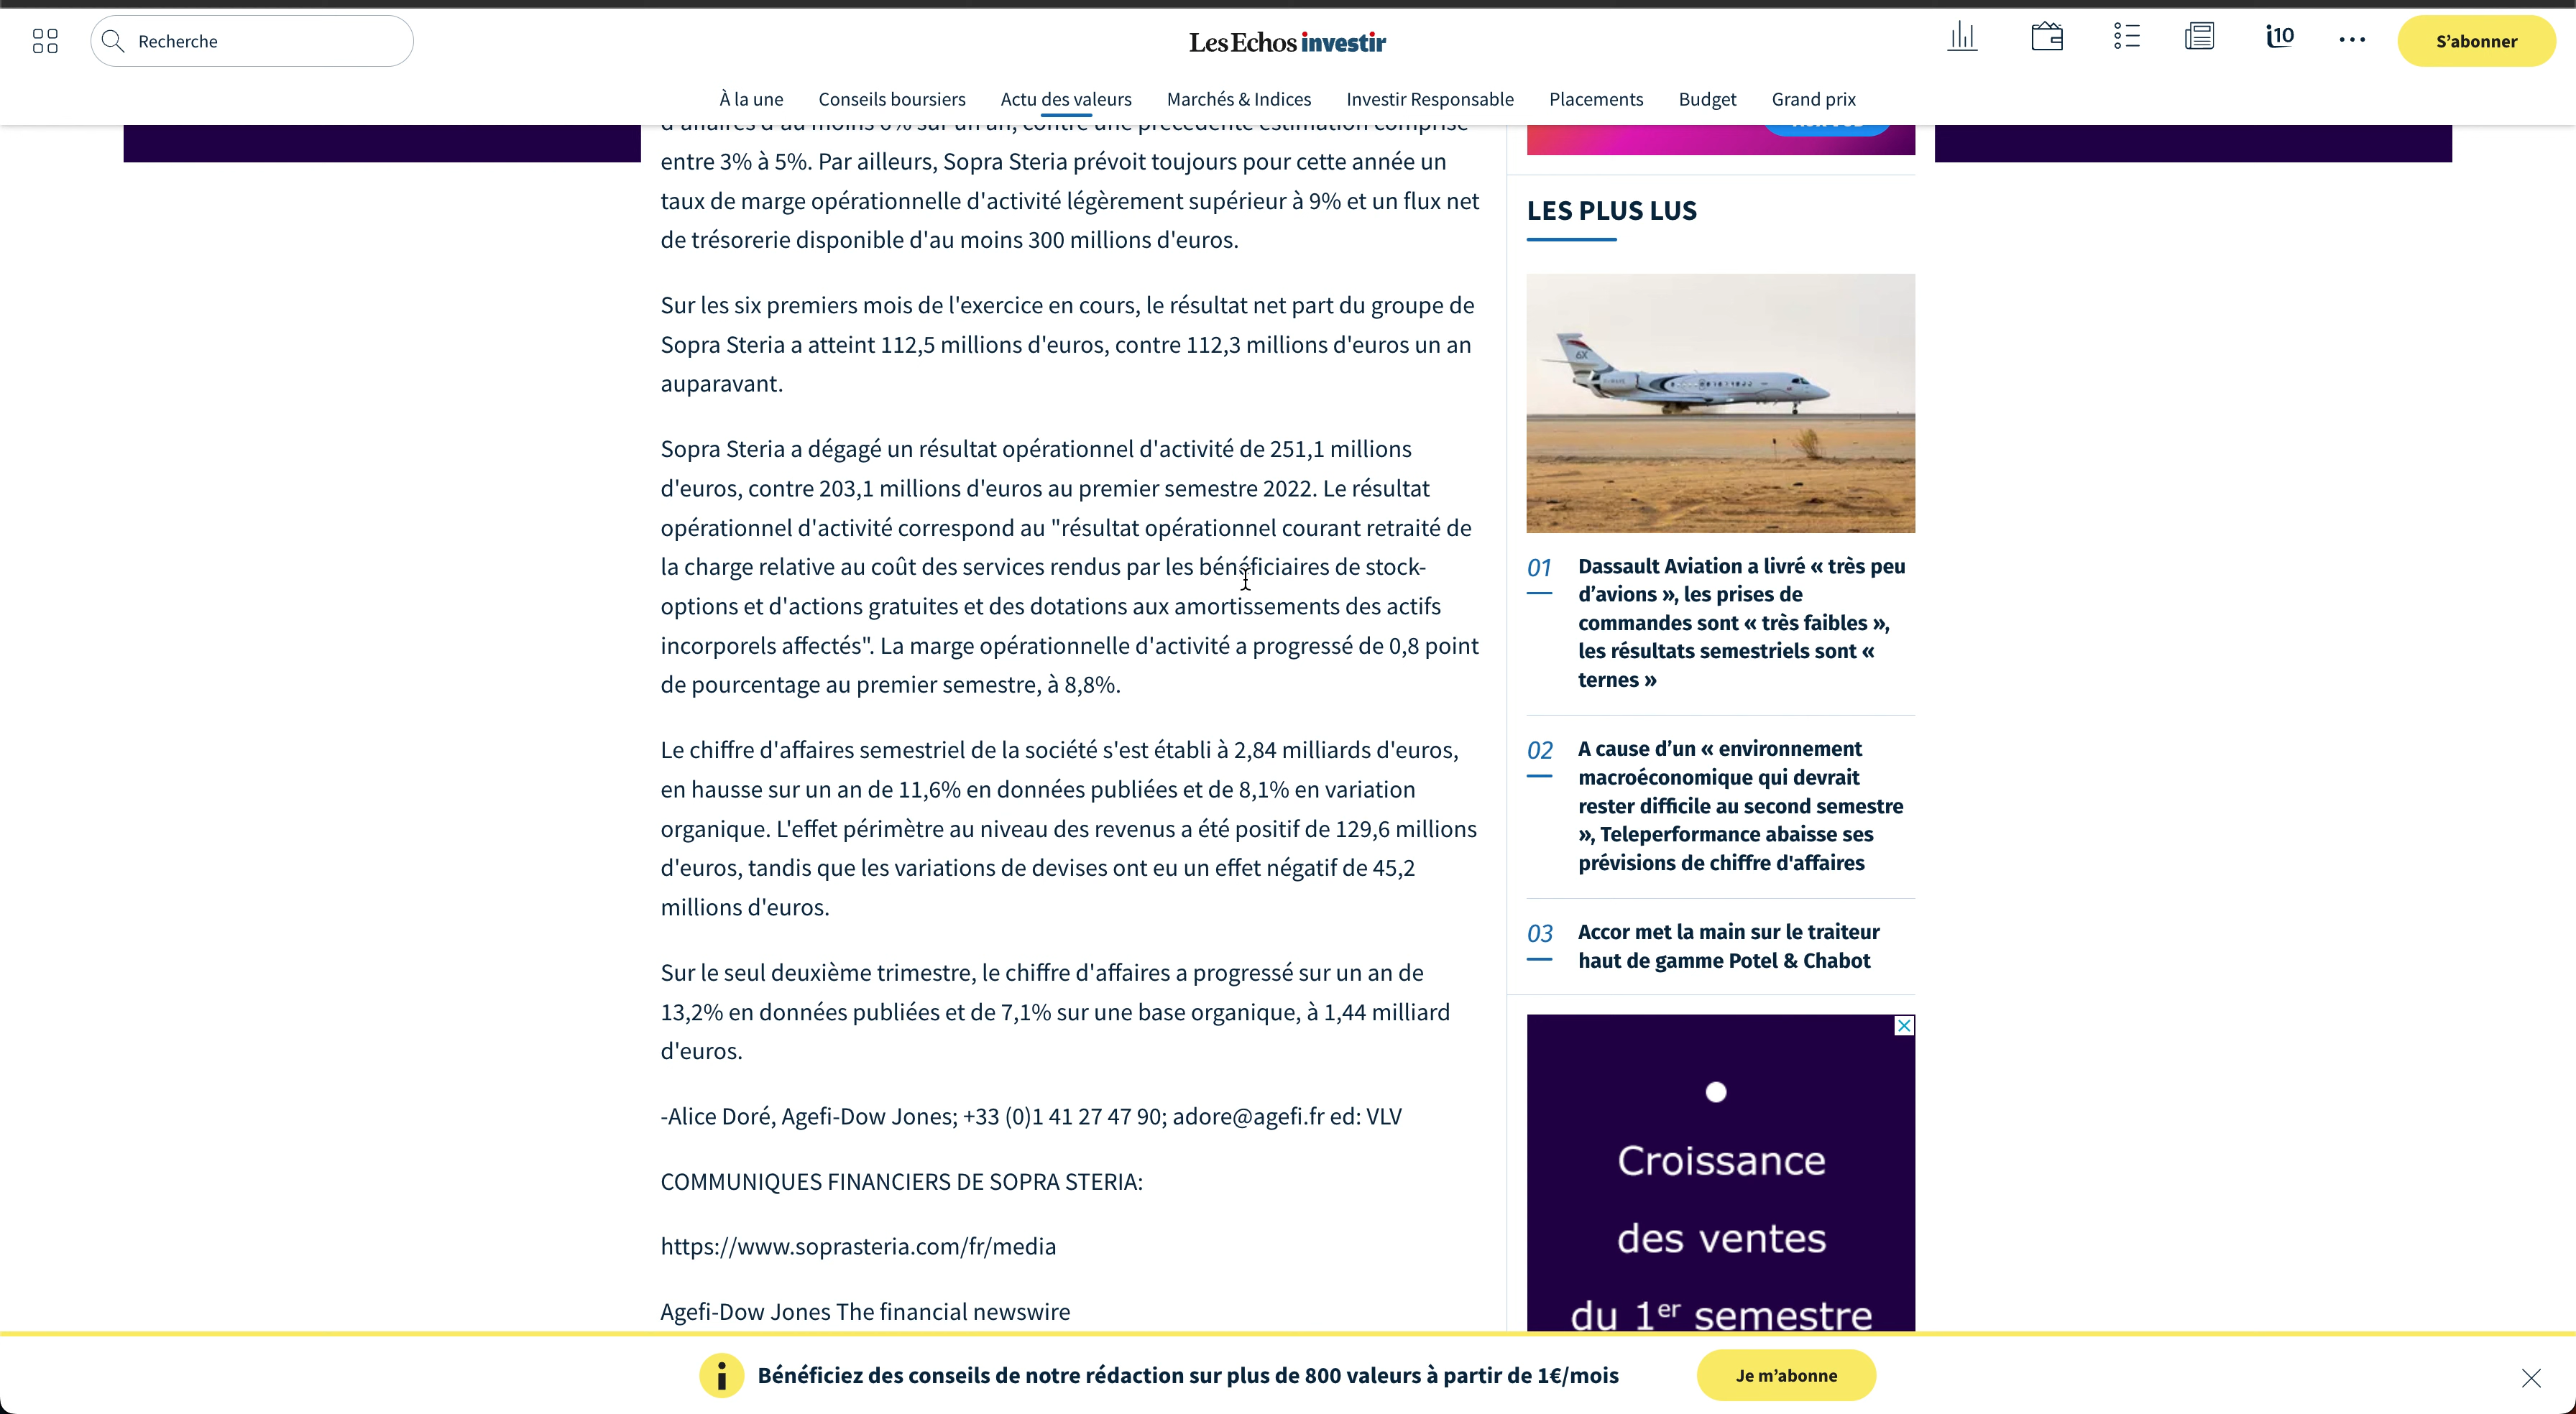 Recherche
Les Echos investir
i10
S'abonner
À la une
Conseils boursiers
Actu des valeurs
Marchés & Indices
Investir Responsable
Placements
Budget
Grand prix
d'affaires d'au moins 6% sur un an, contre une précédente estimation comprise
entre 3% à 5%. Par ailleurs, Sopra Steria prévoit toujours pour cette année un
taux de marge opérationnelle d'activité légèrement supérieur à 9% et un flux net
de trésorerie disponible d'au moins 300 millions d'euros.
Sur les six premiers mois de l'exercice en cours, le résultat net part du groupe de
Sopra Steria a atteint 112,5 millions d'euros, contre 112,3 millions d'euros un an
auparavant.
Sopra Steria a dégagé un résultat opérationnel d'activité de 251,1 millions
d'euros, contre 203,1 millions d'euros au premier semestre 2022. Le résultat
opérationnel d'activité correspond au "résultat opérationnel courant retraité de
la charge relative au coût des services rendus par les bénéficiaires de stock-
options et d'actions gratuites et des dotations aux amortissements des actifs
incorporels affectés". La marge opérationnelle d'activité a progressé de 0,8 point
de pourcentage au premier semestre, à 8,8%.
Le chiffre d'affaires semestriel de la société s'est établi à 2,84 milliards d'euros,
en hausse sur un an de 11,6% en données publiées et de 8,1% en variation
organique. L'effet périmètre au niveau des revenus a été positif de 129,6 millions
d'euros, tandis que les variations de devises ont eu un effet négatif de 45,2
millions d'euros.
Sur le seul deuxième trimestre, le chiffre d'affaires a progressé sur un an de
13,2% en données publiées et de 7,1% sur une base organique, à 1,44 milliard
d'euros.
-Alice Doré, Agefi-Dow Jones; +33 (0)1 41 27 47 90; adore@agefi.fr ed: VLV
COMMUNIQUES FINANCIERS DE SOPRA STERIA:
https://www.soprasteria.com/fr/media
Agefi-Dow Jones The financial newswire
LES PLUS LUS
6X
01
Dassault Aviation a livré « très peu
d'avions », les prises de
commandes sont « très faibles »,
les résultats semestriels sont «
ternes »
02
A cause d'un « environnement
macroéconomique qui devrait
rester difficile au second semestre
», Teleperformance abaisse ses
prévisions de chiffre d'affaires
03
Accor met la main sur le traiteur
haut de gamme Potel & Chabot
Croissance
des ventes
du 1er semestre
Bénéficiez des conseils de notre rédaction sur plus de 800 valeurs à partir de 1€/mois
Je m'abonne